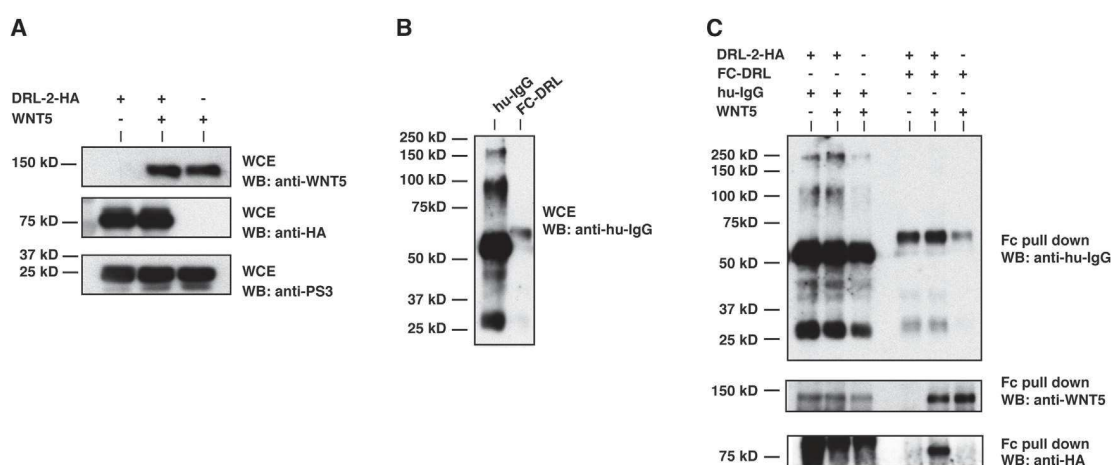 A
DRL-2-HA + + -
WNT5 - + +
150 kD
WCE
WB: anti-WNT5
75 kD
WCE
WB: anti-HA
37 kD
25 kD
WCE
WB: anti-PS3
B
hu-IgG
FC-DRL
250 kD
150 kD
100 kD
75kD
50 kD
37 kD
25 kD
WCE
WB: anti-hu-IgG
C
DRL-2-HA + + - + + -
FC-DRL - - - + + +
hu-IgG + + + - - -
WNT5 - + + - + +
250 kD
150 kD
100 kD
75kD
50 kD
37 kD
25 kD
Fc pull down
WB: anti-hu-IgG
150 kD
Fc pull down
WB: anti-WNT5
75 kD
Fc pull down
WB: anti-HA